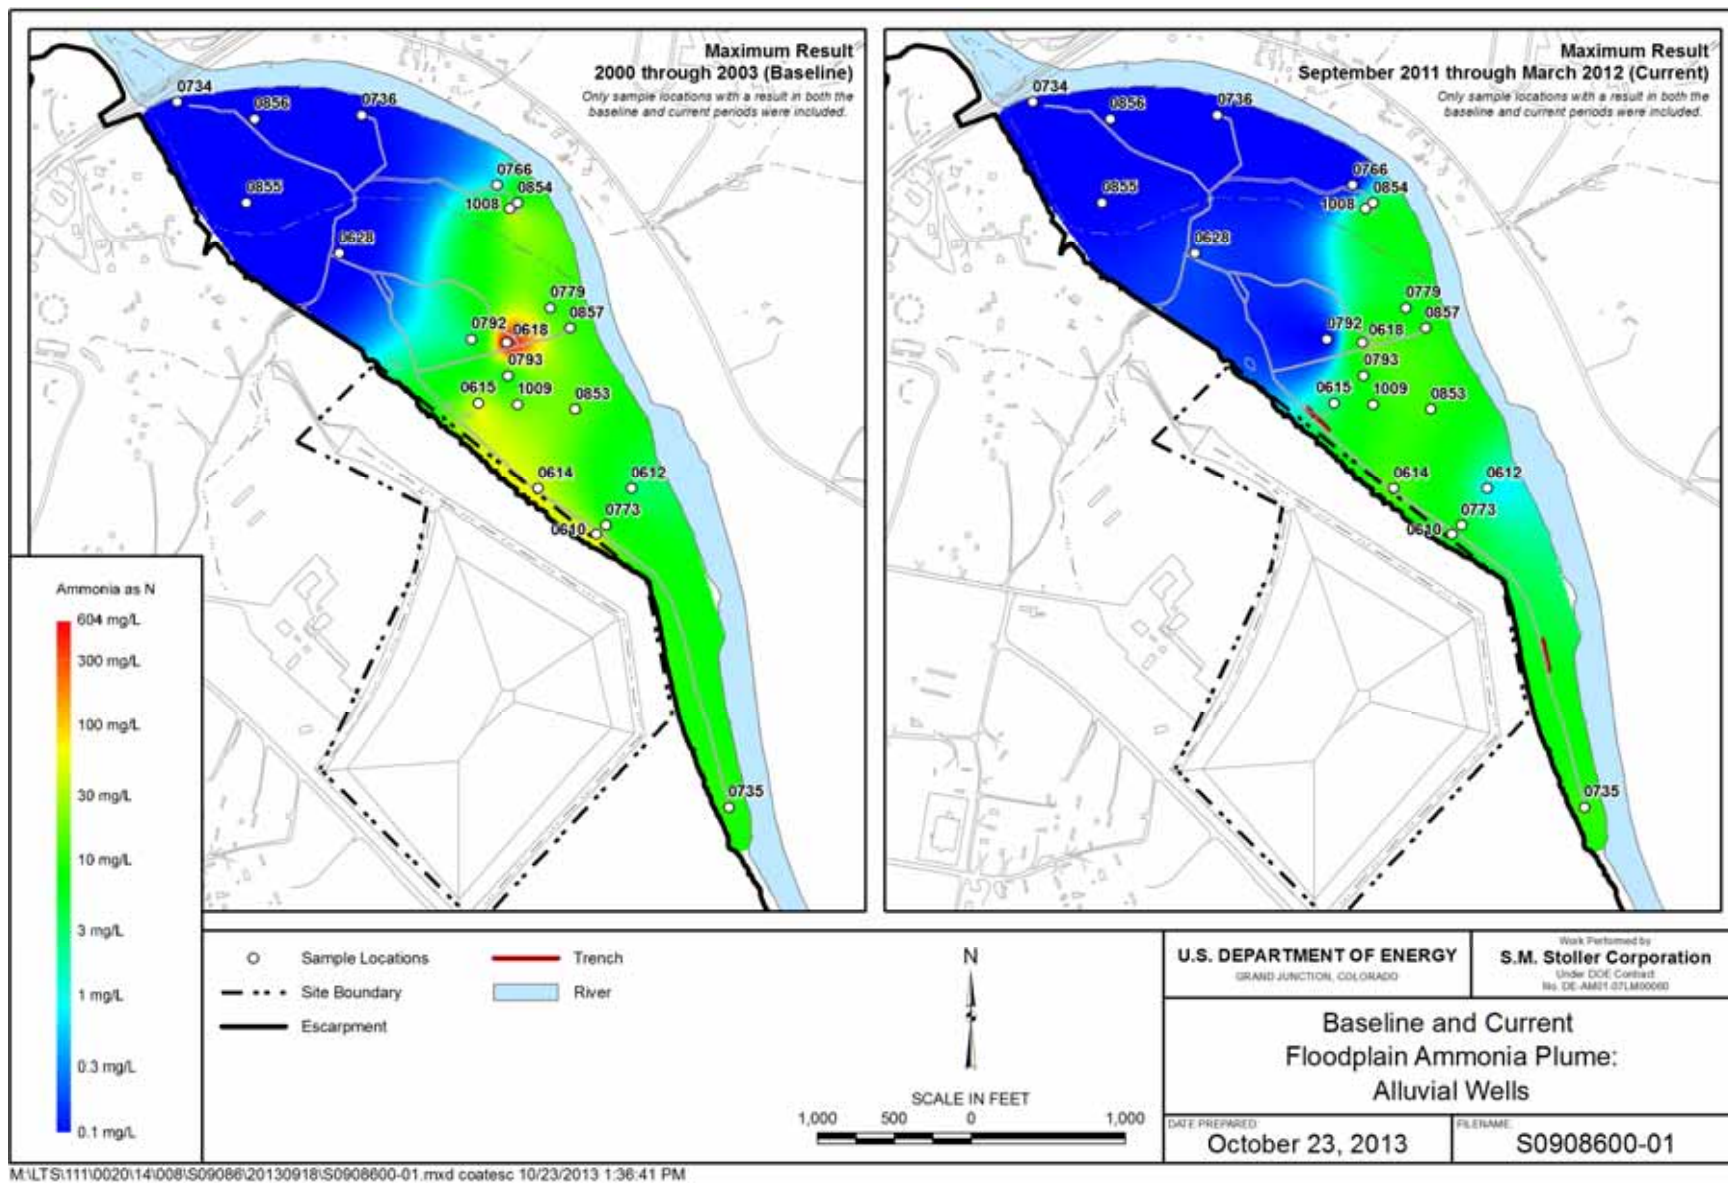 Maximum Result
2000 through 2003 (Baseline)
Only sample locations with a result in both the
baseline and current periods were included.
0734
0856
0736
0766
0854
0855
1008
0628
0779
0857
0792
0618
0793
0615
1009
0853
0614
0612
0773
0610
0735
Maximum Result
September 2011 through March 2012 (Current)
Only sample locations with a result in both the
baseline and current periods were included.
0734
0856
0736
0766
0854
0855
1008
0628
0779
0857
0792
0618
0793
0615
1009
0853
0614
0612
0773
0610
0735
Ammonia as N
604 mg/L
300 mg/L
100 mg/L
30 mg/L
10 mg/L
3 mg/L
1 mg/L
0.3 mg/L
0.1 mg/L
Sample Locations
Site Boundary
Escarpment
Trench
River
N
SCALE IN FEET
1,000 500 0 1,000
U.S. DEPARTMENT OF ENERGY
GRAND JUNCTION, COLORADO
Work Performed by
S.M. Stoller Corporation
Under DOE Contract
No. DE-AM01-07LM00060
Baseline and Current
Floodplain Ammonia Plume:
Alluvial Wells
DATE PREPARED:
October 23, 2013
FILENAME:
S0908600-01
M:\LTS\111\0020\14\008\S09086\20130918\S0908600-01.mxd coatesc 10/23/2013 1:36:41 PM